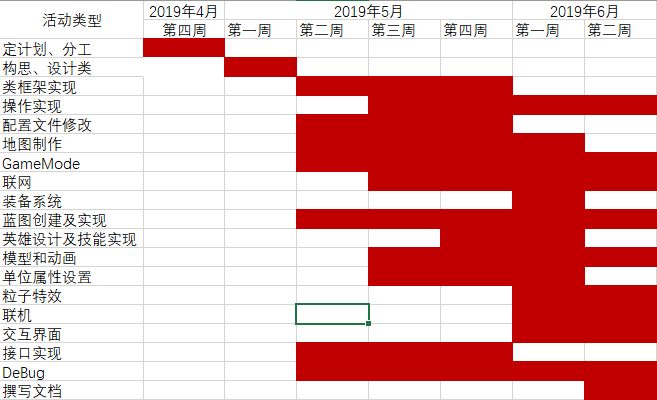 活动类型 2019年4月 2019年5月 2019年6月
第四周 第一周 第二周 第三周 第四周 第一周 第二周
定计划、分工
构思、设计类
类框架实现
操作实现
配置文件修改
地图制作
GameMode
联网
装备系统
蓝图创建及实现
英雄设计及技能实现
模型和动画
单位属性设置
粒子特效
联机
交互界面
接口实现
DeBug
撰写文档